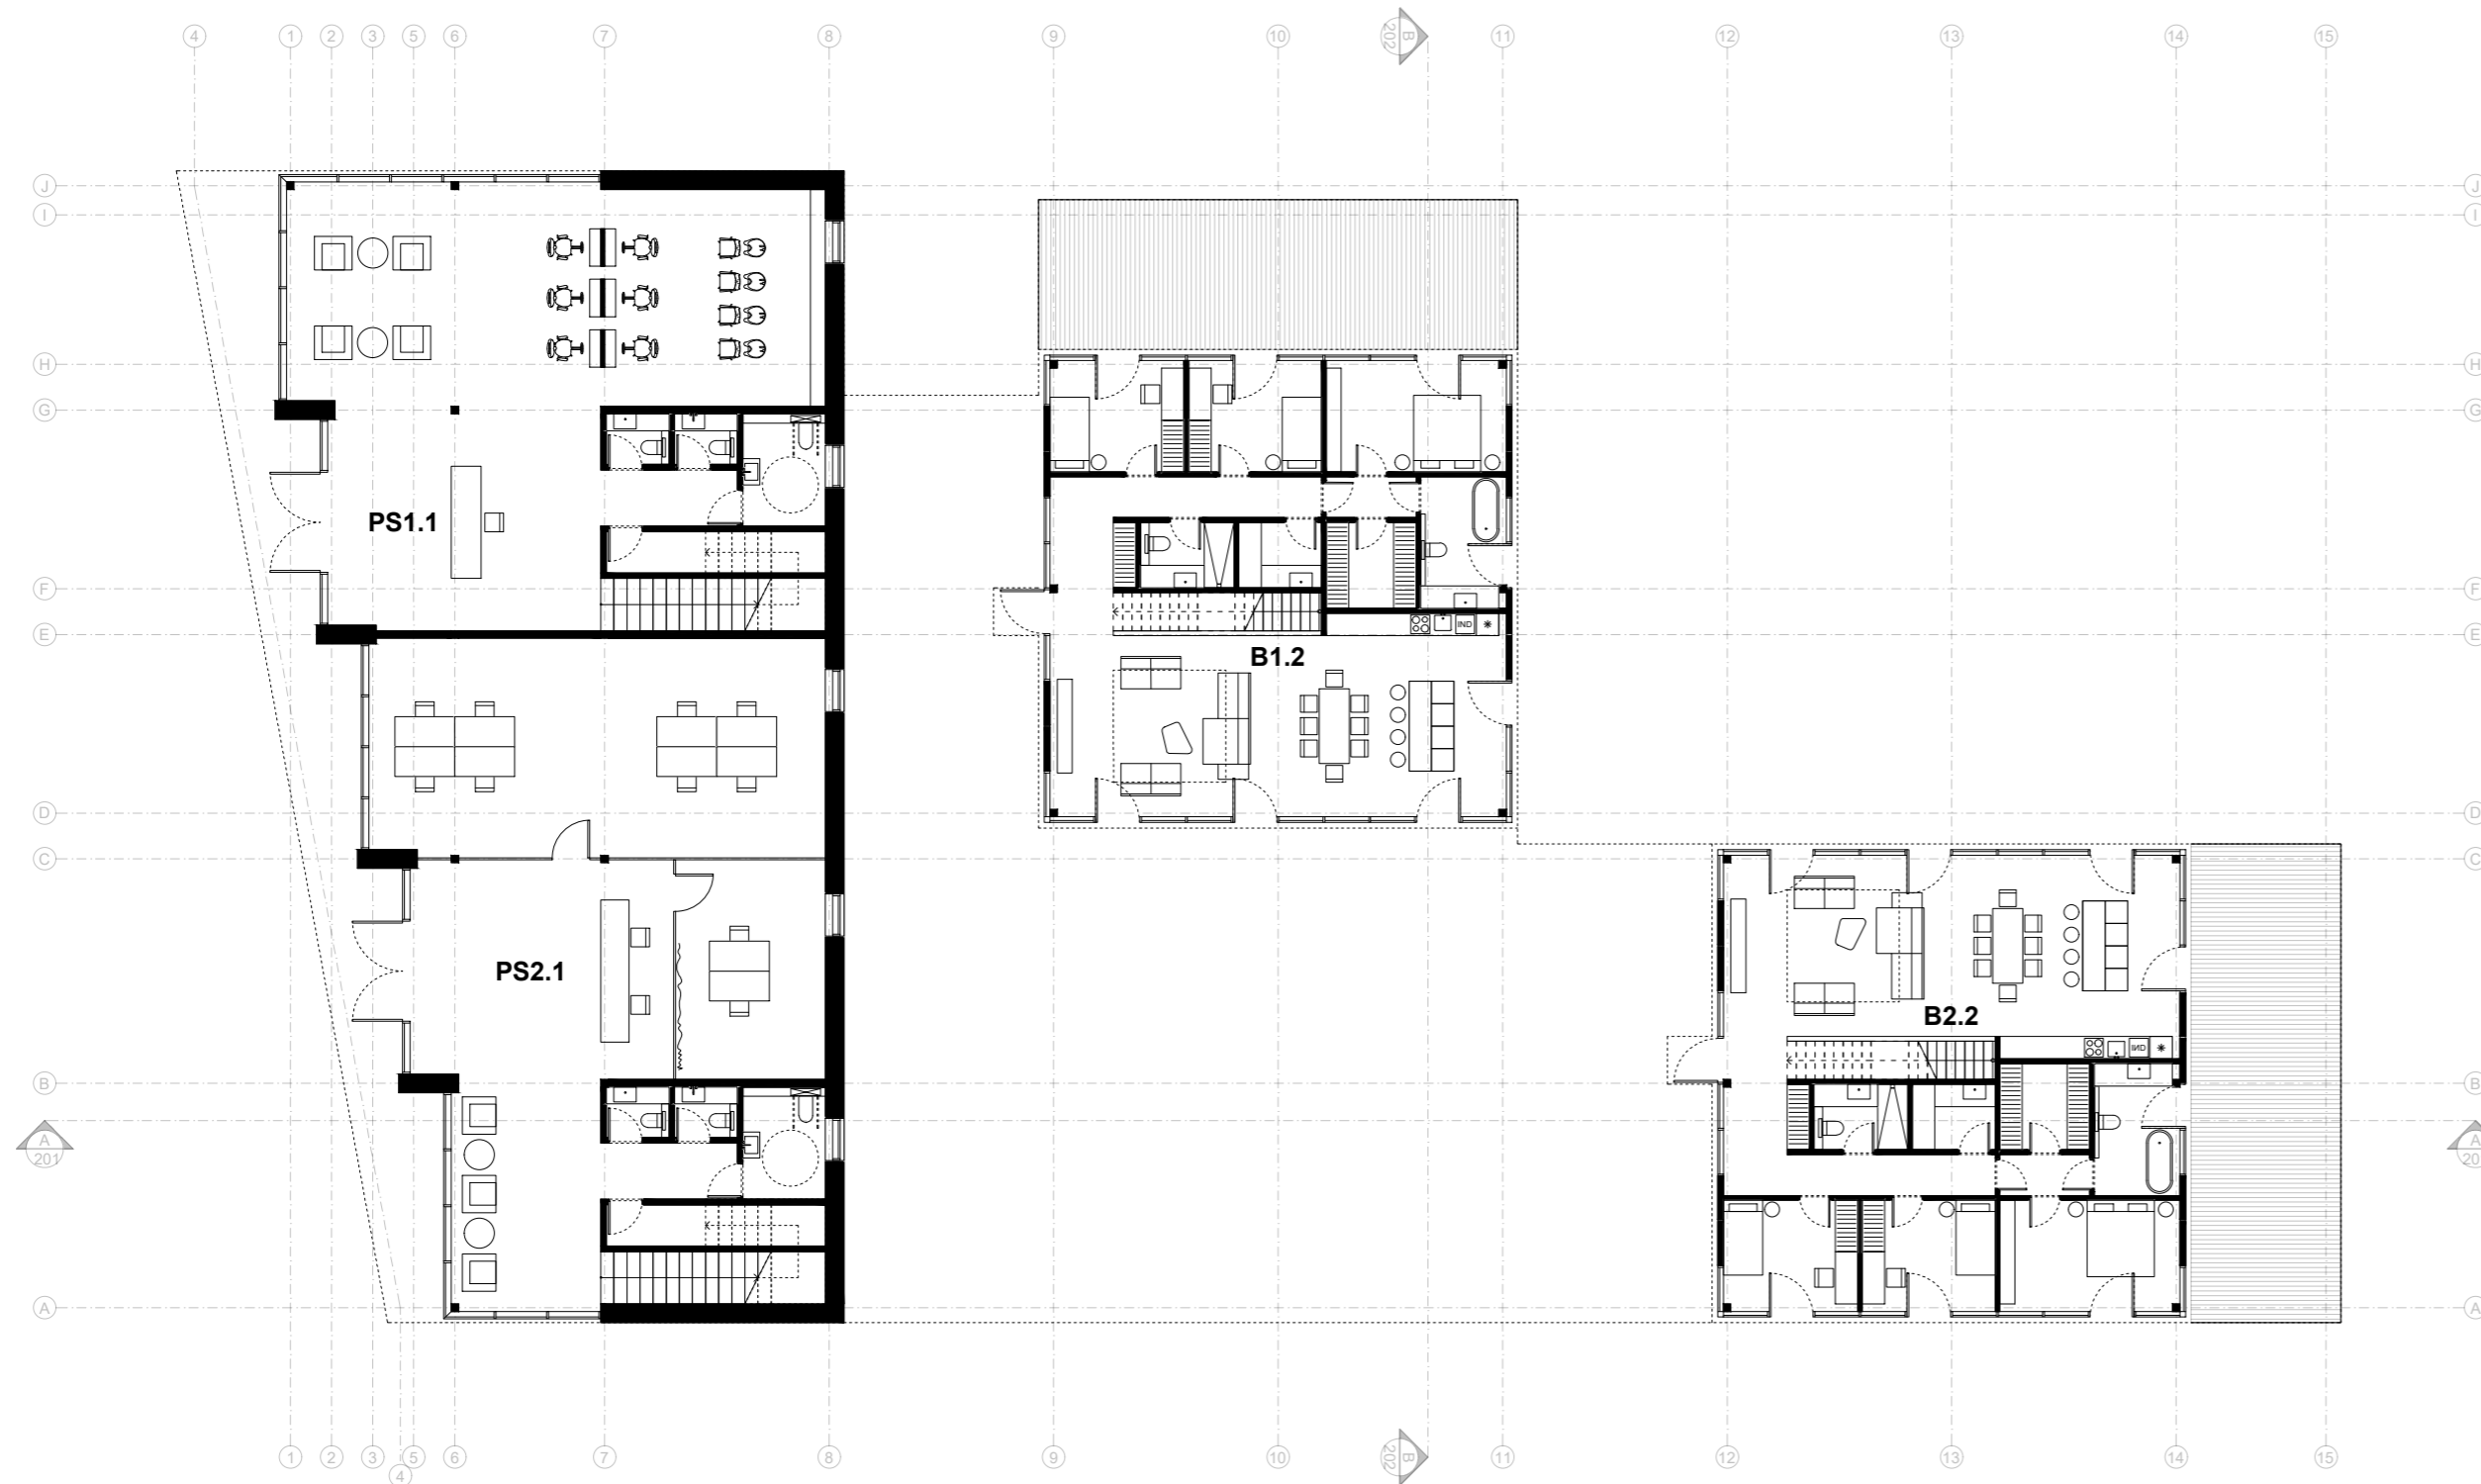 4 1 2 3 5 6 7 8 9 10 B 202 11 12 13 14 15
J J
I I
H H
G G
PS1.1
F F
E E
IND
B1.2
D D
C C
PS2.1
B2.2
IND
B B
A 201 A 20
A A
1 2 3 5 6 7 8 9 10 B 202 11 12 13 14 15
4